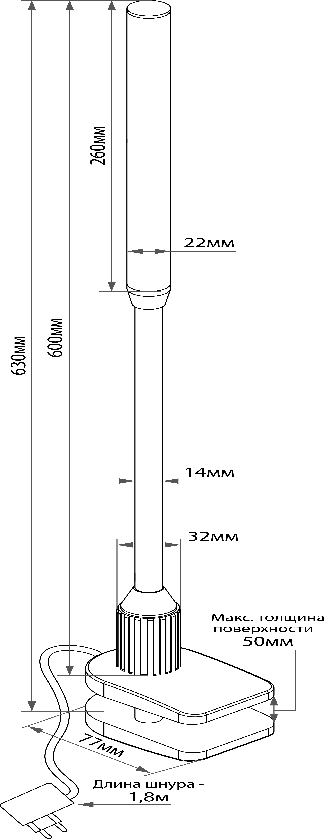 260мм
22мм
600мм
630мм
14мм
32мм
Макс. толщина
поверхности
50мм
77мм
Длина шнура -
1,8м